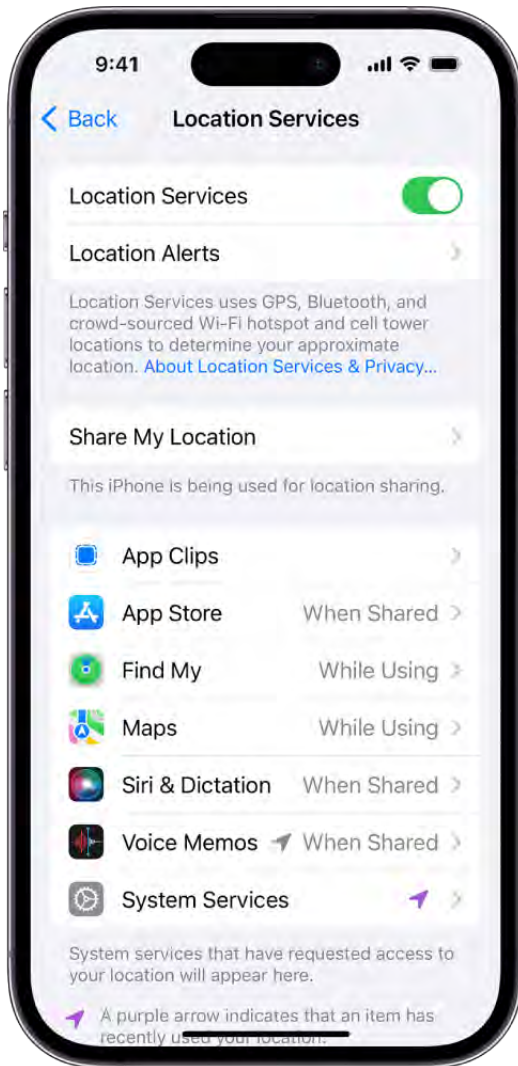 9:41
Back Location Services
Location Services
Location Alerts
Location Services uses GPS, Bluetooth, and
crowd-sourced Wi-Fi hotspot and cell tower
locations to determine your approximate
location. About Location Services & Privacy...
Share My Location
This iPhone is being used for location sharing.
App Clips
App Store When Shared
Find My While Using
Maps While Using
Siri & Dictation When Shared
Voice Memos When Shared
System Services
System services that have requested access to
your location will appear here.
A purple arrow indicates that an item has
recently used your location.